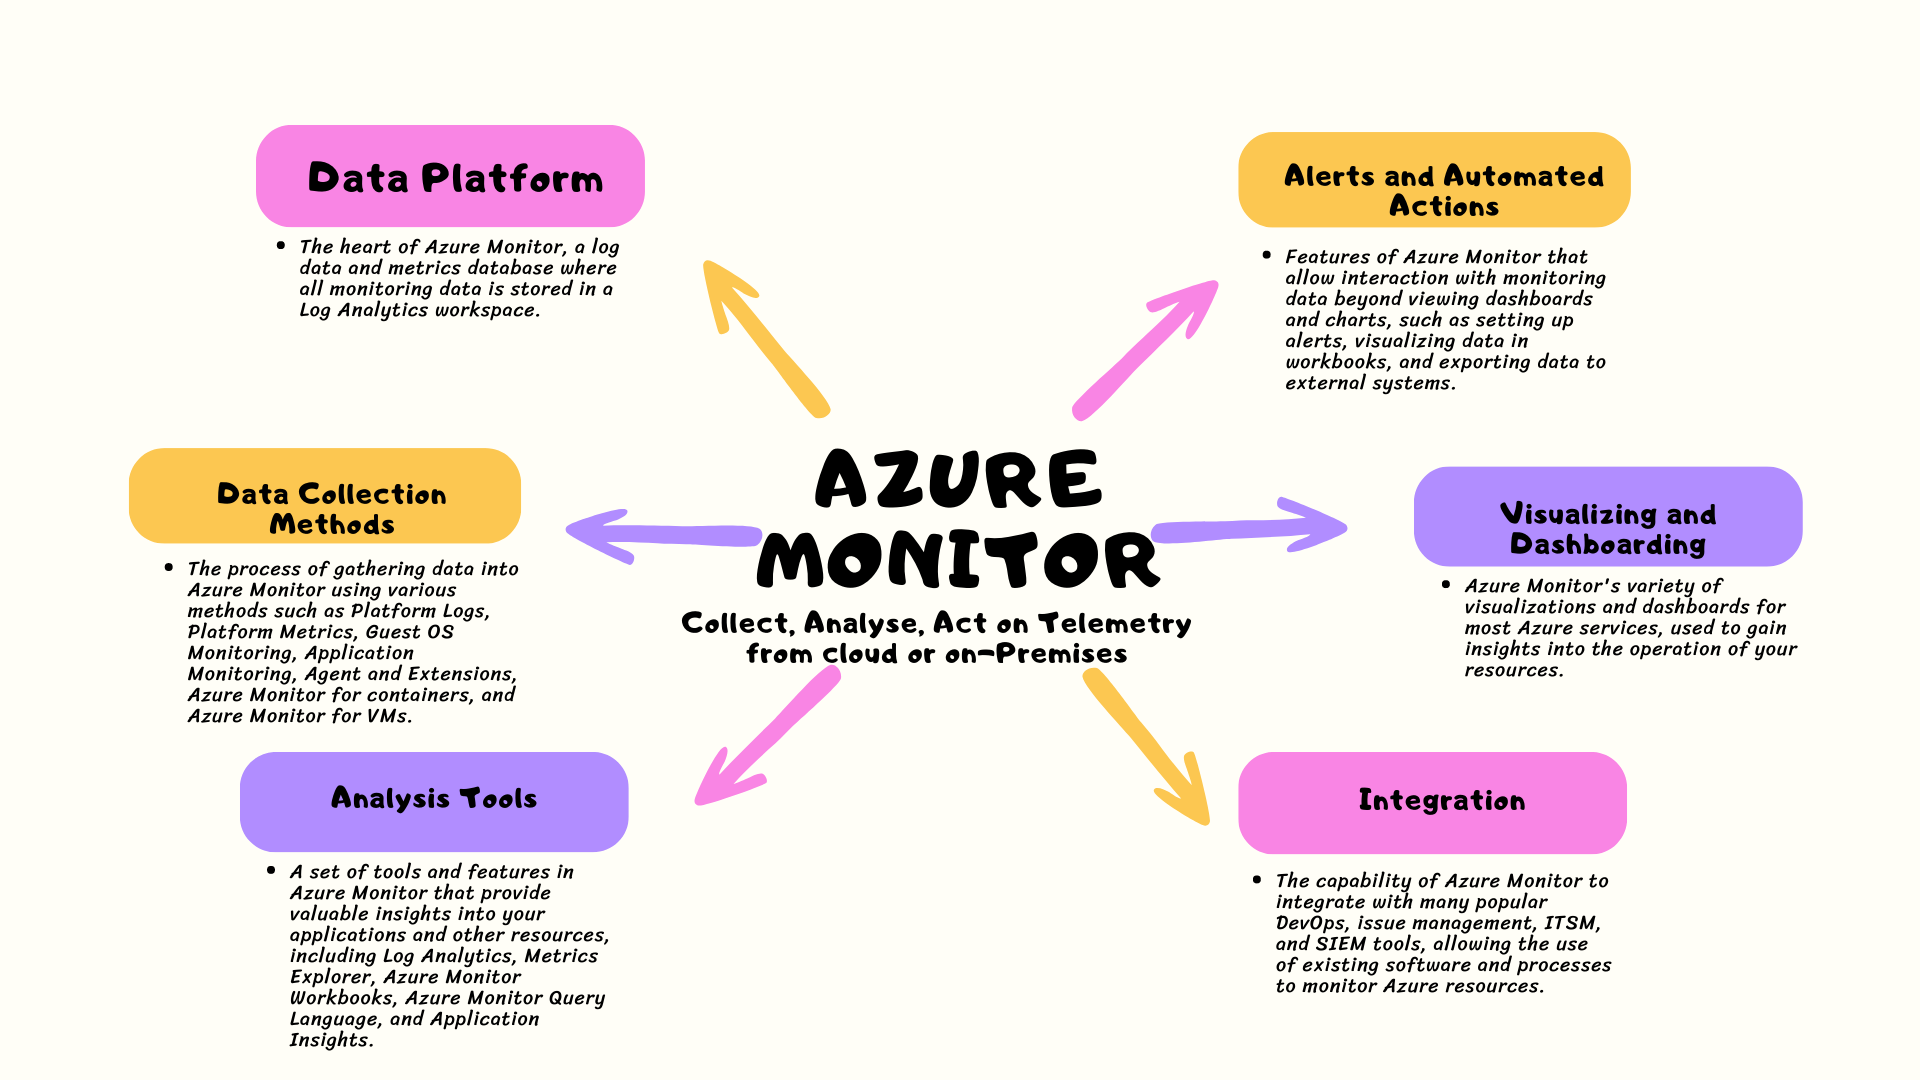 Data Platform
• The heart of Azure Monitor, a log
data and metrics database where
all monitoring data is stored in a
Log Analytics workspace.
Alerts and Automated
Actions
• Features of Azure Monitor that
allow interaction with monitoring
data beyond viewing dashboards
and charts, such as setting up
alerts, visualizing data in
workbooks, and exporting data to
external systems.
AZURE
MONITOR
Collect, Analyse, Act on Telemetry
from cloud or on-Premises
Data Collection
Methods
• The process of gathering data into
Azure Monitor using various
methods such as Platform Logs,
Platform Metrics, Guest OS
Monitoring, Application
Monitoring, Agent and Extensions,
Azure Monitor for containers, and
Azure Monitor for VMs.
Visualizing and
Dashboarding
• Azure Monitor's variety of
visualizations and dashboards for
most Azure services, used to gain
insights into the operation of your
resources.
Analysis Tools
• A set of tools and features in
Azure Monitor that provide
valuable insights into your
applications and other resources,
including Log Analytics, Metrics
Explorer, Azure Monitor
Workbooks, Azure Monitor Query
Language, and Application
Insights.
Integration
• The capability of Azure Monitor to
integrate with many popular
DevOps, issue management, ITSM,
and SIEM tools, allowing the use
of existing software and processes
to monitor Azure resources.